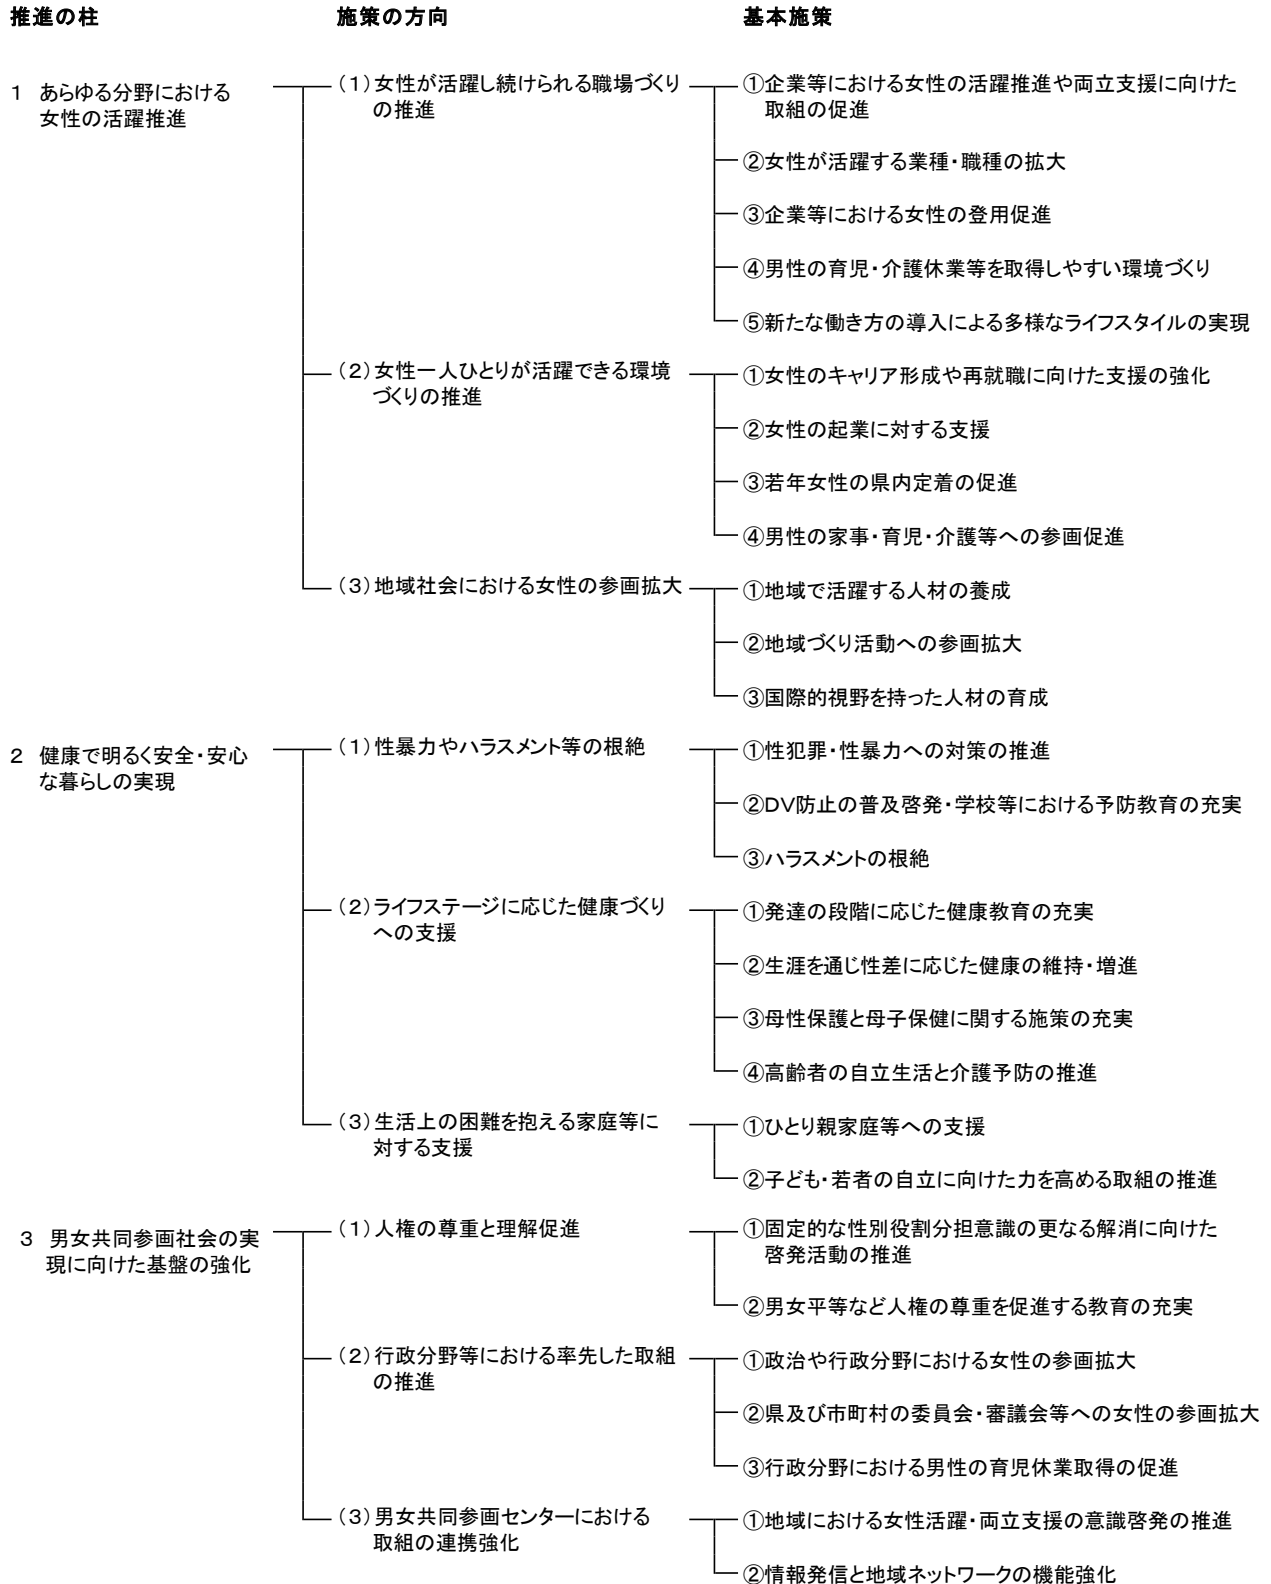 推進の柱
施策の方向
基本施策
1 あらゆる分野における
女性の活躍推進
(1)女性が活躍し続けられる職場づくり
の推進
①企業等における女性の活躍推進や両立支援に向けた
取組の促進
②女性が活躍する業種・職種の拡大
③企業等における女性の登用促進
④男性の育児・介護休業等を取得しやすい環境づくり
⑤新たな働き方の導入による多様なライフスタイルの実現
(2)女性一人ひとりが活躍できる環境
づくりの推進
①女性のキャリア形成や再就職に向けた支援の強化
②女性の起業に対する支援
③若年女性の県内定着の促進
④男性の家事・育児・介護等への参画促進
(3)地域社会における女性の参画拡大
①地域で活躍する人材の養成
②地域づくり活動への参画拡大
③国際的視野を持った人材の育成
2 健康で明るく安全・安心
な暮らしの実現
(1)性暴力やハラスメント等の根絶
①性犯罪・性暴力への対策の推進
②DV防止の普及啓発・学校等における予防教育の充実
③ハラスメントの根絶
(2)ライフステージに応じた健康づくり
への支援
①発達の段階に応じた健康教育の充実
②生涯を通じ性差に応じた健康の維持・増進
③母性保護と母子保健に関する施策の充実
④高齢者の自立生活と介護予防の推進
(3)生活上の困難を抱える家庭等に
対する支援
①ひとり親家庭等への支援
②子ども・若者の自立に向けた力を高める取組の推進
3 男女共同参画社会の実
現に向けた基盤の強化
(1)人権の尊重と理解促進
①固定的な性別役割分担意識の更なる解消に向けた
啓発活動の推進
②男女平等など人権の尊重を促進する教育の充実
(2)行政分野等における率先した取組
の推進
①政治や行政分野における女性の参画拡大
②県及び市町村の委員会・審議会等への女性の参画拡大
③行政分野における男性の育児休業取得の促進
(3)男女共同参画センターにおける
取組の連携強化
①地域における女性活躍・両立支援の意識啓発の推進
②情報発信と地域ネットワークの機能強化